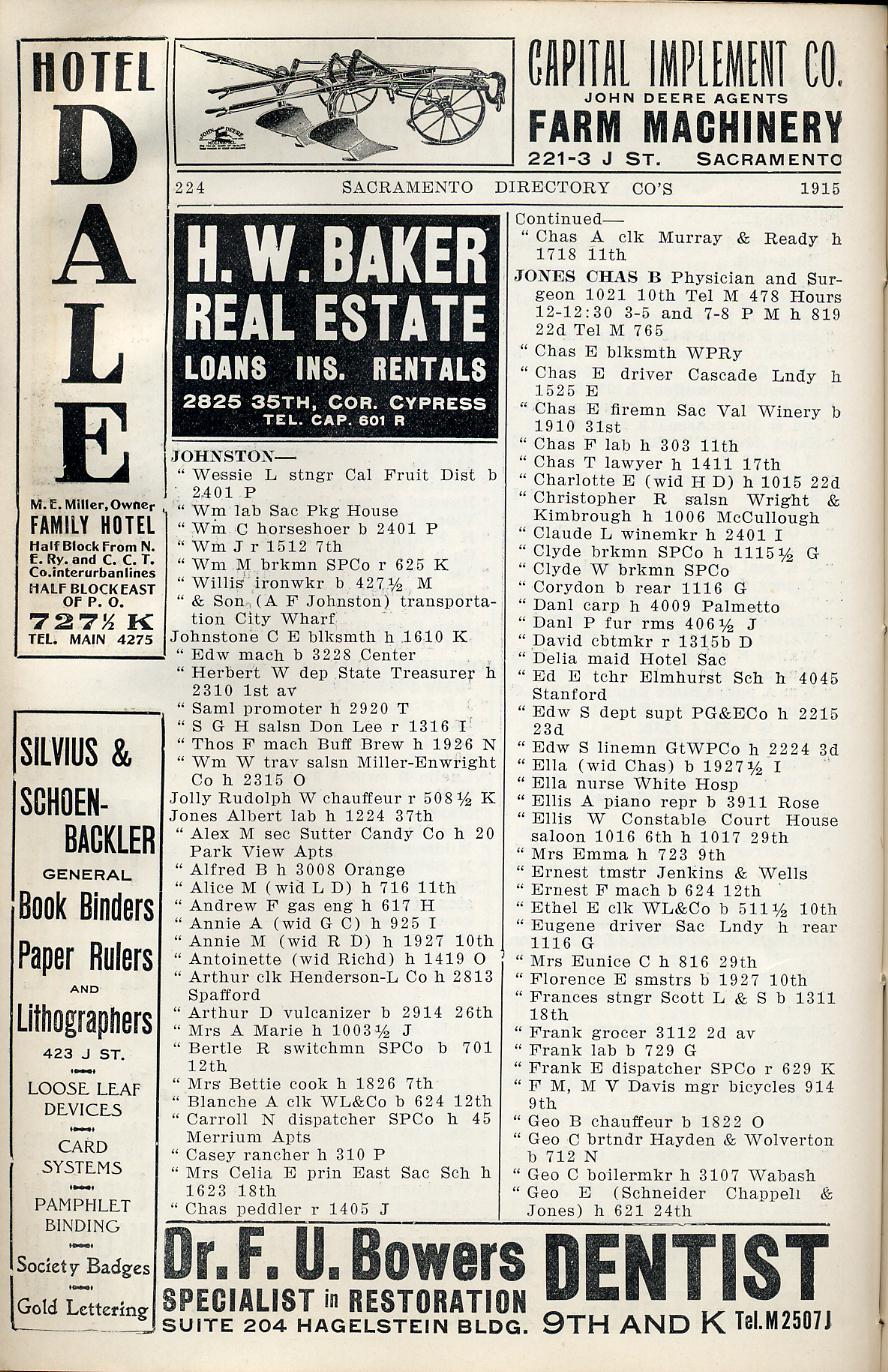 HOTEL
DALE
M. E. Miller, Owner
FAMILY HOTEL
Half Block From N.
E. Ry. and C. C. T.
Co. interurban lines
HALF BLOCK EAST
OF P. O.
727½ K
TEL. MAIN 4275
SILVIUS &
SCHOEN-
BACKLER
GENERAL
Book Binders
Paper Rulers
AND
Lithographers
423 J ST.
LOOSE LEAF
DEVICES
CARD
SYSTEMS
PAMPHLET
BINDING
Society Badges
Gold Lettering
JOHN DEERE
CAPITAL IMPLEMENT CO.
JOHN DEERE AGENTS
FARM MACHINERY
221-3 J ST. SACRAMENTO
224 SACRAMENTO DIRECTORY CO'S 1915
H. W. BAKER
REAL ESTATE
LOANS INS. RENTALS
2825 35TH, COR. CYPRESS
TEL. CAP. 601 R
JOHNSTON—
" Wessie L stngr Cal Fruit Dist b
2401 P
" Wm lab Sac Pkg House
" Wm C horseshoer b 2401 P
" Wm J r 1512 7th
" Wm M brkmn SPCo r 625 K
" Willis ironwkr b 427½ M
" & Son (A F Johnston) transporta-
tion City Wharf
Johnstone C E blksmth h 1610 K
" Edw mach b 3228 Center
" Herbert W dep State Treasurer h
2310 1st av
" Saml promoter h 2920 T
" S G H salsn Don Lee r 1316 I
" Thos F mach Buff Brew h 1926 N
" Wm W trav salsn Miller-Enwright
Co h 2315 O
Jolly Rudolph W chauffeur r 508½ K
Jones Albert lab h 1224 37th
" Alex M sec Sutter Candy Co h 20
Park View Apts
" Alfred B h 3008 Orange
" Alice M (wid L D) h 716 11th
" Andrew F gas eng h 617 H
" Annie A (wid G C) h 925 I
" Annie M (wid R D) h 1927 10th
" Antoinette (wid Richd) h 1419 O
" Arthur clk Henderson-L Co h 2813
Spafford
" Arthur D vulcanizer b 2914 26th
" Mrs A Marie h 1003½ J
" Bertle R switchmn SPCo b 701
12th
" Mrs Bettie cook h 1826 7th
" Blanche A clk WL&Co b 624 12th
" Carroll N dispatcher SPCo h 45
Merrium Apts
" Casey rancher h 310 P
" Mrs Celia E prin East Sac Sch h
1623 18th
" Chas peddler r 1405 J
Continued—
" Chas A clk Murray & Ready h
1718 11th
JONES CHAS B Physician and Sur-
geon 1021 10th Tel M 478 Hours
12-12:30 3-5 and 7-8 P M h 819
22d Tel M 765
" Chas E blksmth WPRy
" Chas E driver Cascade Lndy h
1525 E
" Chas E firemn Sac Val Winery b
1910 31st
" Chas F lab h 303 11th
" Chas T lawyer h 1411 17th
" Charlotte E (wid H D) h 1015 22d
" Christopher R salsn Wright &
Kimbrough h 1006 McCullough
" Claude L winemkr h 2401 I
" Clyde brkmn SPCo h 1115½ G
" Clyde W brkmn SPCo
" Corydon b rear 1116 G
" Danl carp h 4009 Palmetto
" Danl P fur rms 406½ J
" David cbtmkr r 1315b D
" Delia maid Hotel Sac
" Ed E tchr Elmhurst Sch h 4045
Stanford
" Edw S dept supt PG&ECo h 2215
23d
" Edw S linemn GtWPCo h 2224 3d
" Ella (wid Chas) b 1927½ I
" Ella nurse White Hosp
" Ellis A piano repr b 3911 Rose
" Ellis W Constable Court House
saloon 1016 6th h 1017 29th
" Mrs Emma h 723 9th
" Ernest tmstr Jenkins & Wells
" Ernest F mach b 624 12th
" Ethel E clk WL&Co b 511½ 10th
" Eugene driver Sac Lndy h rear
1116 G
" Mrs Eunice C h 816 29th
" Florence E smstrs b 1927 10th
" Frances stngr Scott L & S b 1311
18th
" Frank grocer 3112 2d av
" Frank lab b 729 G
" Frank E dispatcher SPCo r 629 K
" F M, M V Davis mgr bicycles 914
9th
" Geo B chauffeur b 1822 O
" Geo C brtndr Hayden & Wolverton
b 712 N
" Geo C boilermkr h 3107 Wabash
" Geo E (Schneider Chappell &
Jones) h 621 24th
Dr. F. U. Bowers DENTIST
SPECIALIST in RESTORATION
SUITE 204 HAGELSTEIN BLDG. 9TH AND K Tel. M 2507J